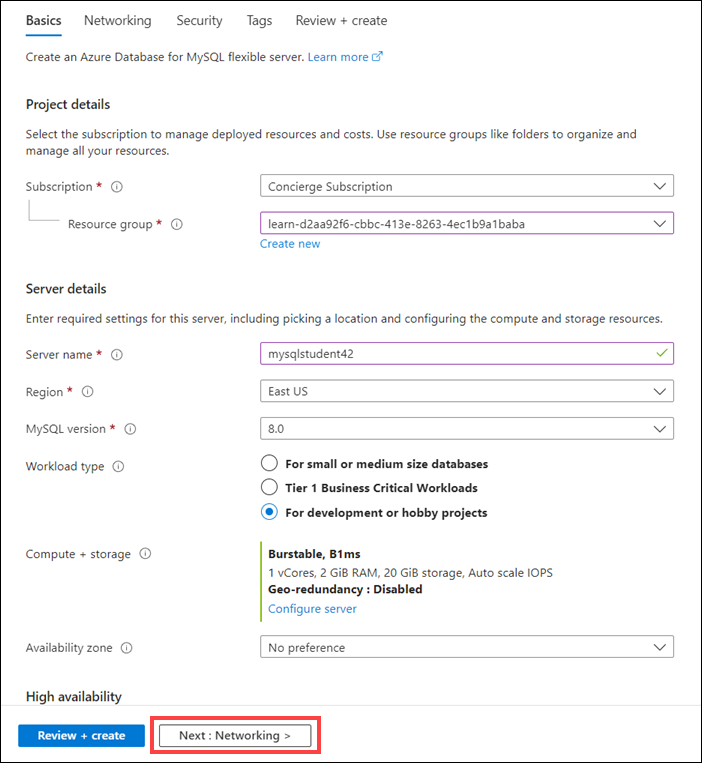 Basics Networking Security Tags Review + create
Create an Azure Database for MySQL flexible server. Learn more
Project details
Select the subscription to manage deployed resources and costs. Use resource groups like folders to organize and
manage all your resources.
Subscription * Concierge Subscription
Resource group * learn-d2aa92f6-cbbc-413e-8263-4ec1b9a1baba
Create new
Server details
Enter required settings for this server, including picking a location and configuring the compute and storage resources.
Server name * mysqlstudent42
Region * East US
MySQL version * 8.0
Workload type For small or medium size databases
Tier 1 Business Critical Workloads
For development or hobby projects
Compute + storage Burstable, B1ms
1 vCores, 2 GiB RAM, 20 GiB storage, Auto scale IOPS
Geo-redundancy : Disabled
Configure server
Availability zone No preference
High availability
Review + create Next : Networking >